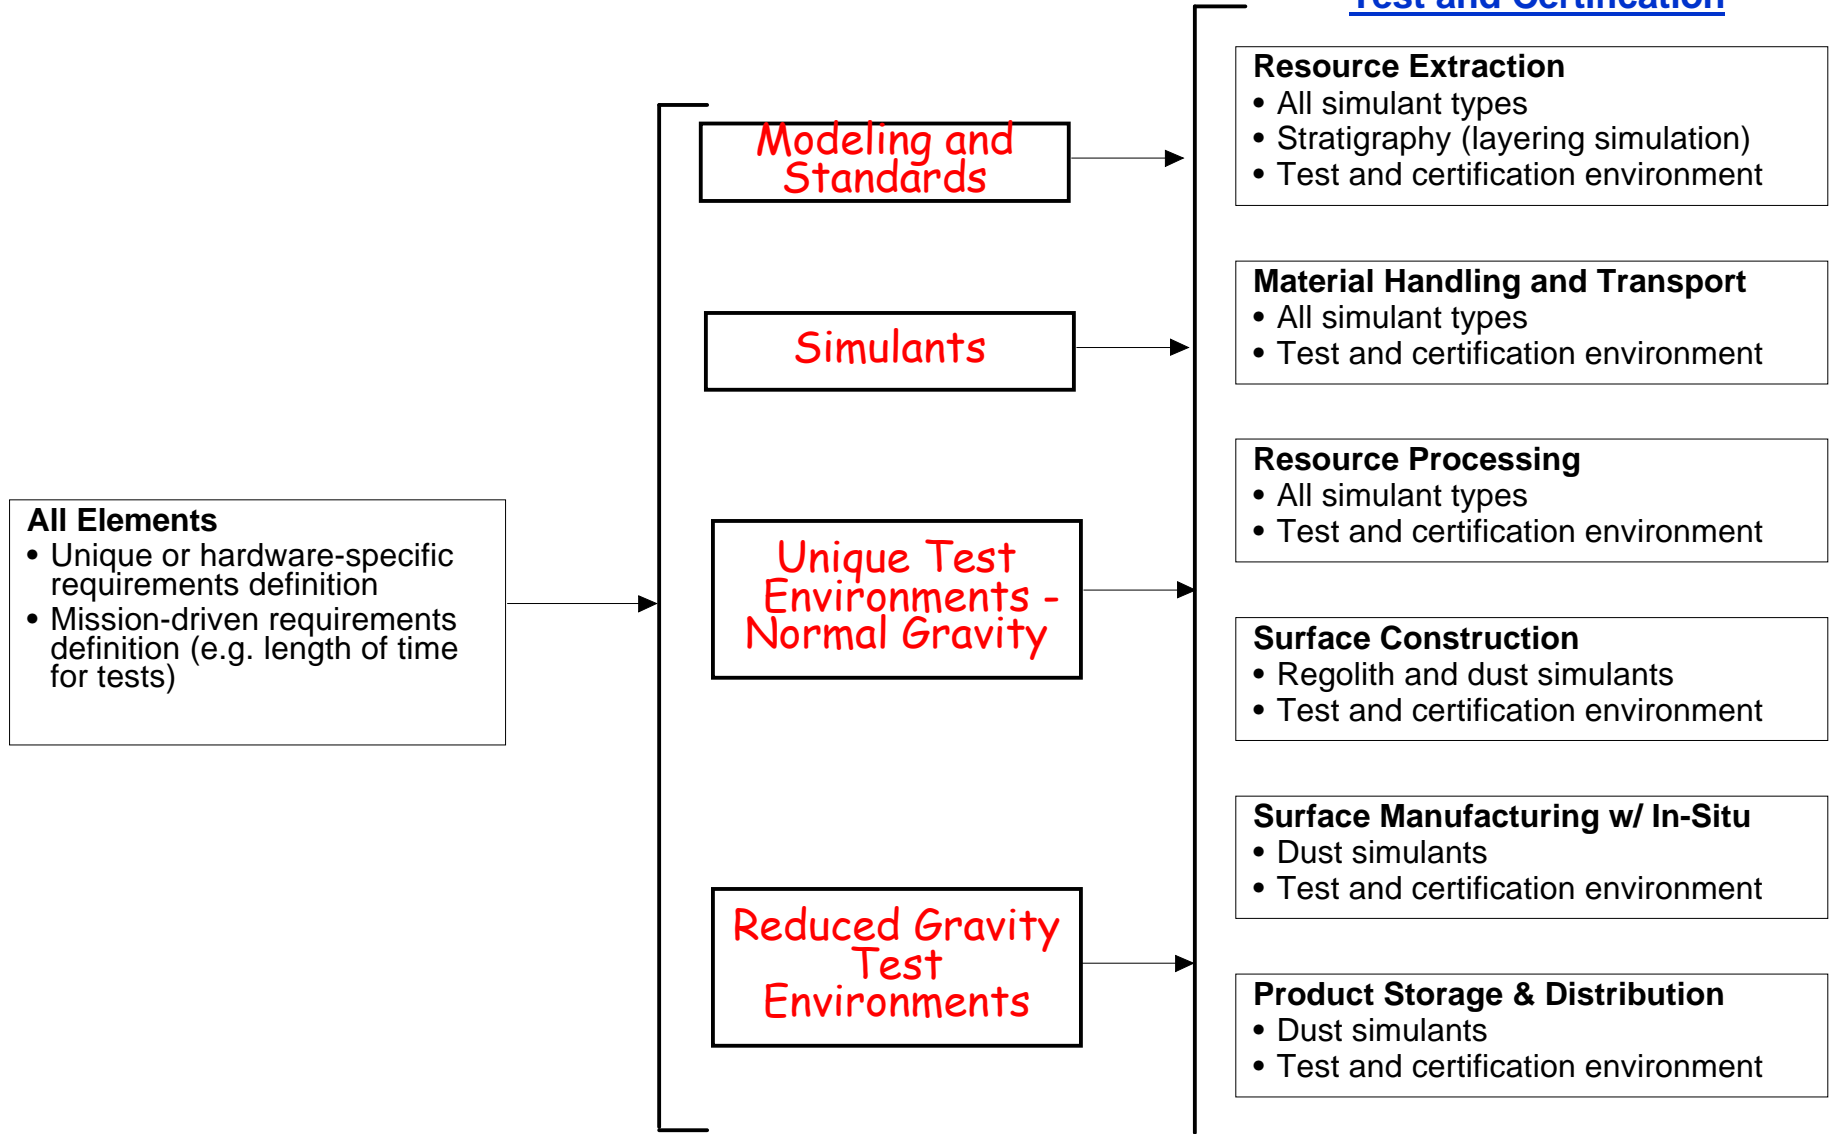 Test and Certification
All Elements
• Unique or hardware-specific
requirements definition
• Mission-driven requirements
definition (e.g. length of time
for tests)
Modeling and
Standards
Simulants
Unique Test
Environments -
Normal Gravity
Reduced Gravity
Test
Environments
Resource Extraction
• All simulant types
• Stratigraphy (layering simulation)
• Test and certification environment
Material Handling and Transport
• All simulant types
• Test and certification environment
Resource Processing
• All simulant types
• Test and certification environment
Surface Construction
• Regolith and dust simulants
• Test and certification environment
Surface Manufacturing w/ In-Situ
• Dust simulants
• Test and certification environment
Product Storage & Distribution
• Dust simulants
• Test and certification environment